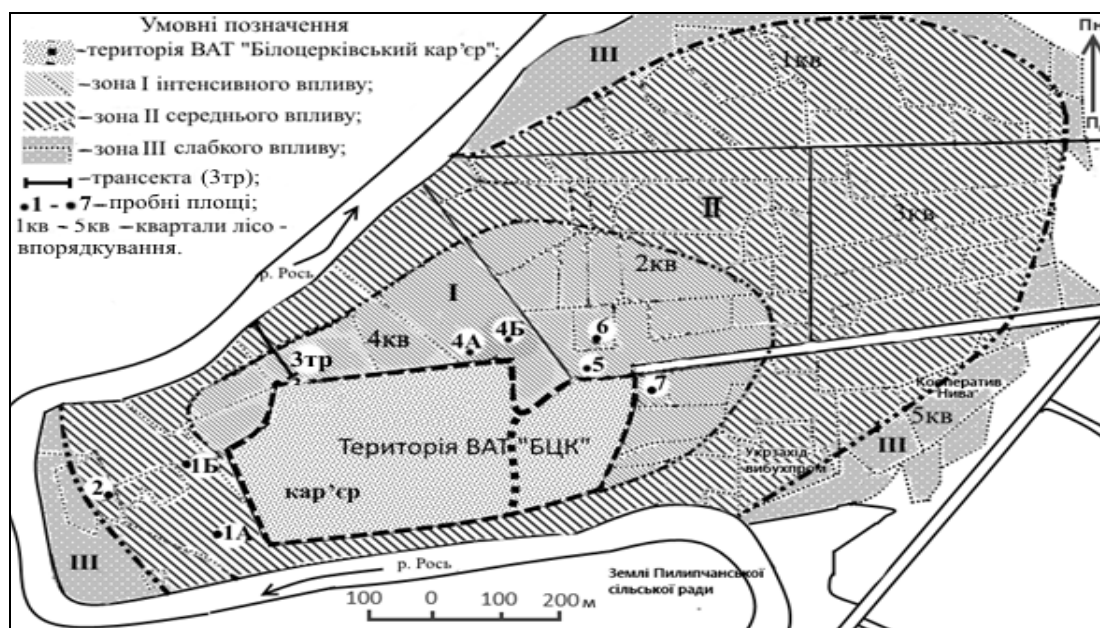 Умовні позначення
–територія ВАТ "Білоцерківський кар’єр";
–зона I інтенсивного впливу;
–зона II середнього впливу;
–зона III слабкого впливу;
–трансекта (3тр);
•1 - •7–пробні площі;
1кв – 5кв –квартали лісо -
впорядкування.
III
1кв
Пн
р. Рось
II
3кв
2кв
I
4кв
4А
4Б
6
5
7
3тр
Кооператив
"Нива"
5кв
III
Укрзахід
вибухпром
Територія ВАТ "БЦК"
кар’єр
1Б
2
1А
III
р. Рось
Землі Пилипчанської
сільської ради
100 0 100 200 м